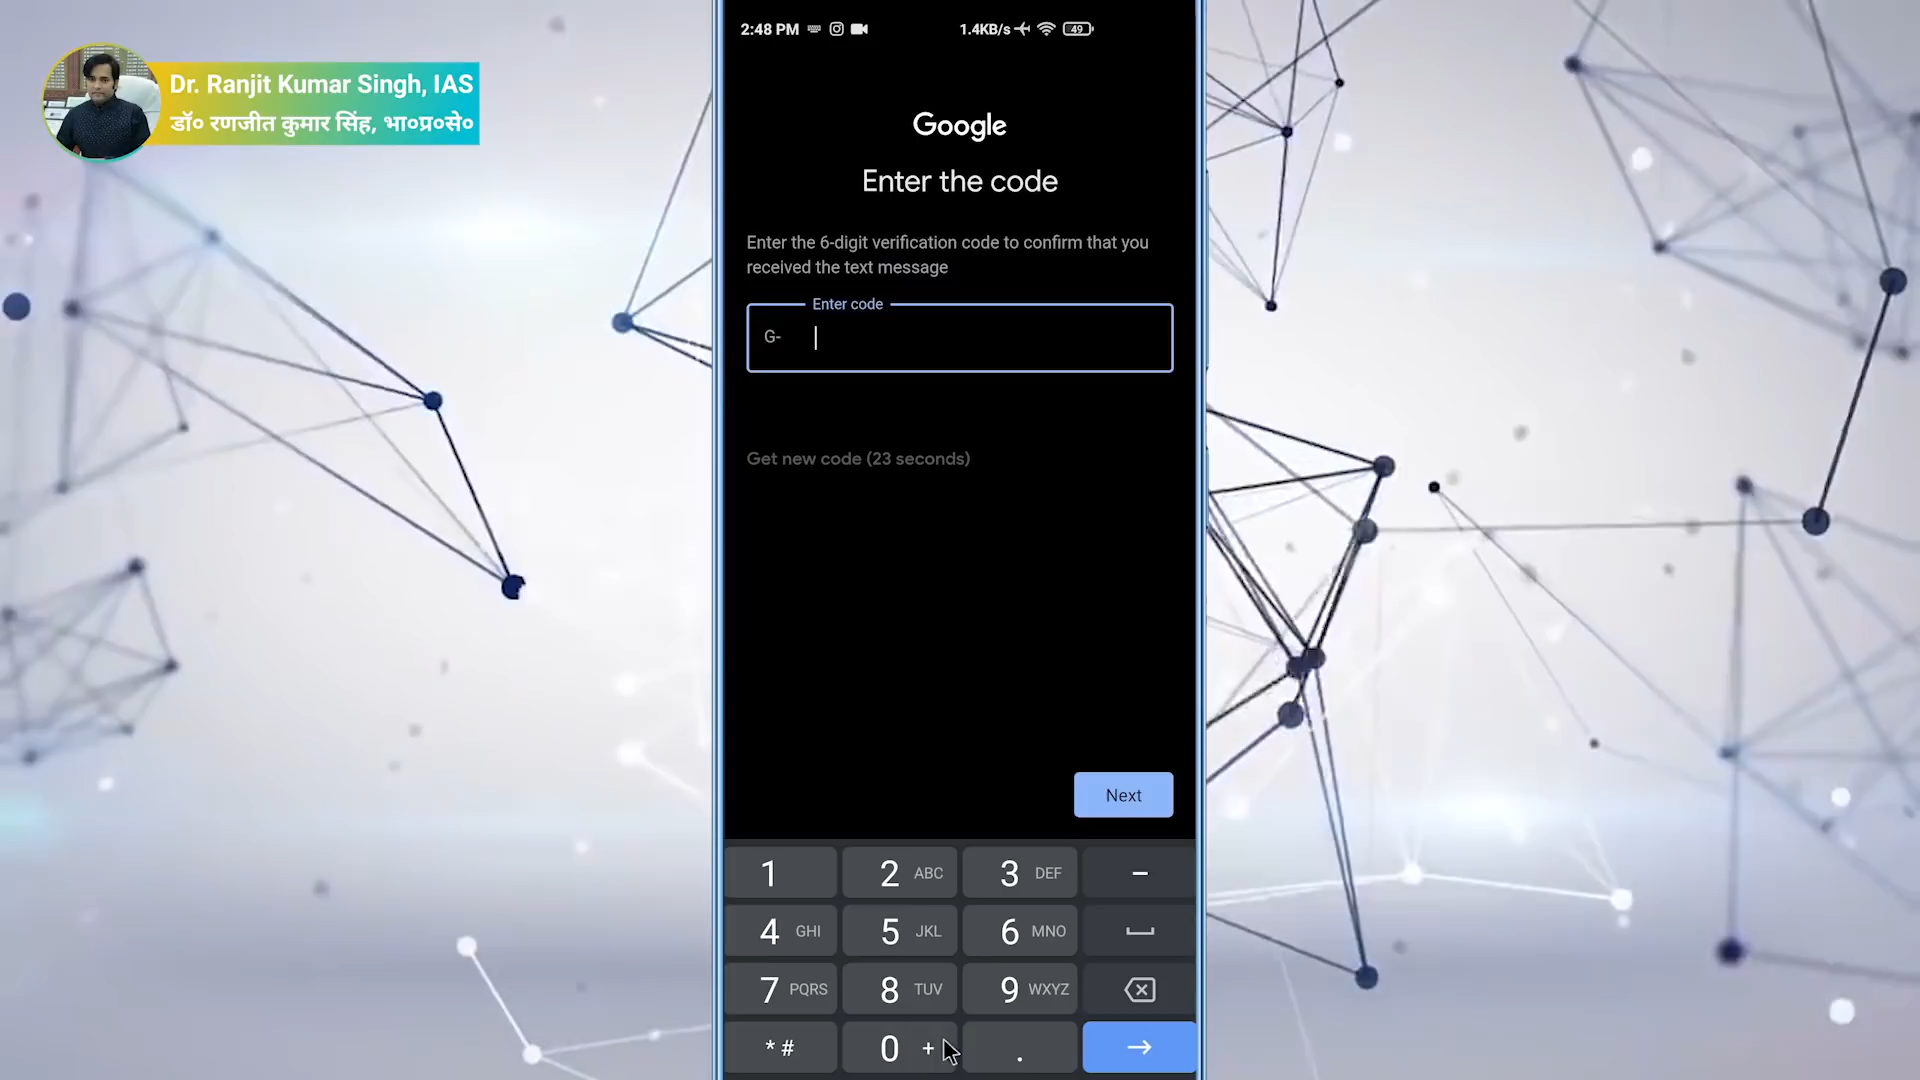 Dr. Ranjit Kumar Singh, IAS
डॉ० रणजीत कुमार सिंह, भा०प्र०से०
2:48 PM 1.4KB/s 49
Google
Enter the code
Enter the 6-digit verification code to confirm that you
received the text message
Enter code
G-
Get new code (23 seconds)
Next
1 2 ABC 3 DEF -
4 GHI 5 JKL 6 MNO
7 PQRS 8 TUV 9 WXYZ
* # 0 + .